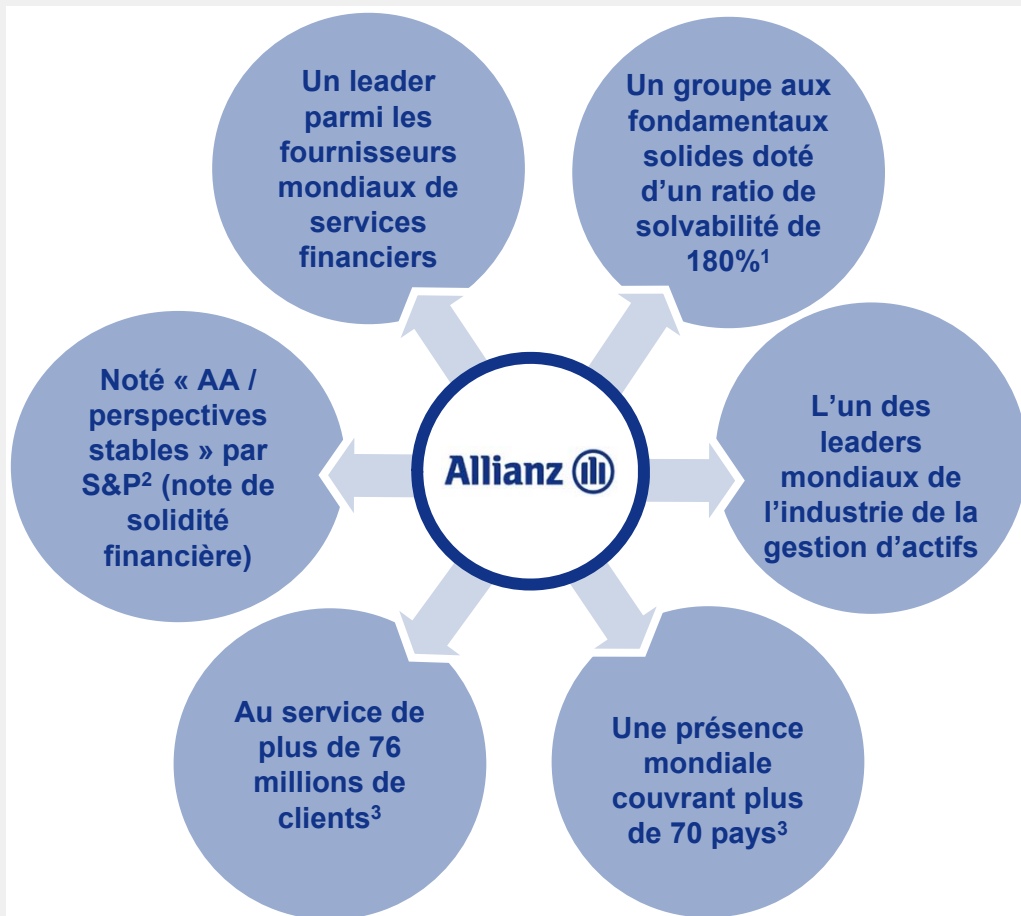 Un leader
parmi les
fournisseurs
mondiaux de
services
financiers
Un groupe aux
fondamentaux
solides doté
d’un ratio de
solvabilité de
180%¹
Noté « AA /
perspectives
stables » par
S&P² (note de
solidité
financière)
Allianz
L’un des
leaders
mondiaux de
l’industrie de la
gestion d’actifs
Au service de
plus de 76
millions de
clients³
Une présence
mondiale
couvrant plus
de 70 pays³